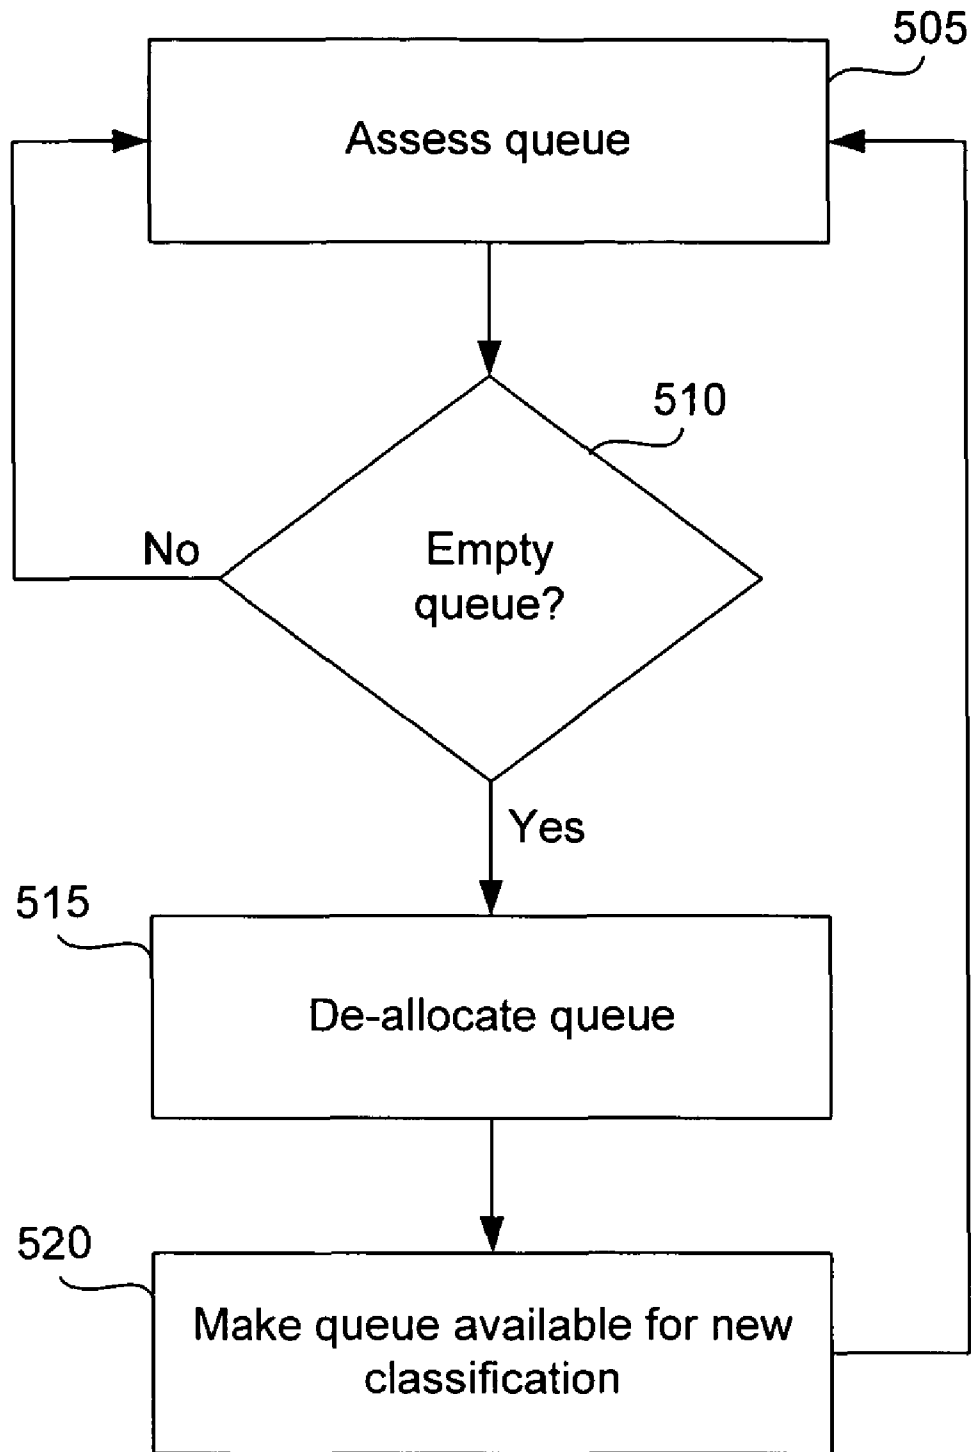 505
Assess queue
510
No
Empty
queue?
Yes
515
De-allocate queue
520
Make queue available for new
classification